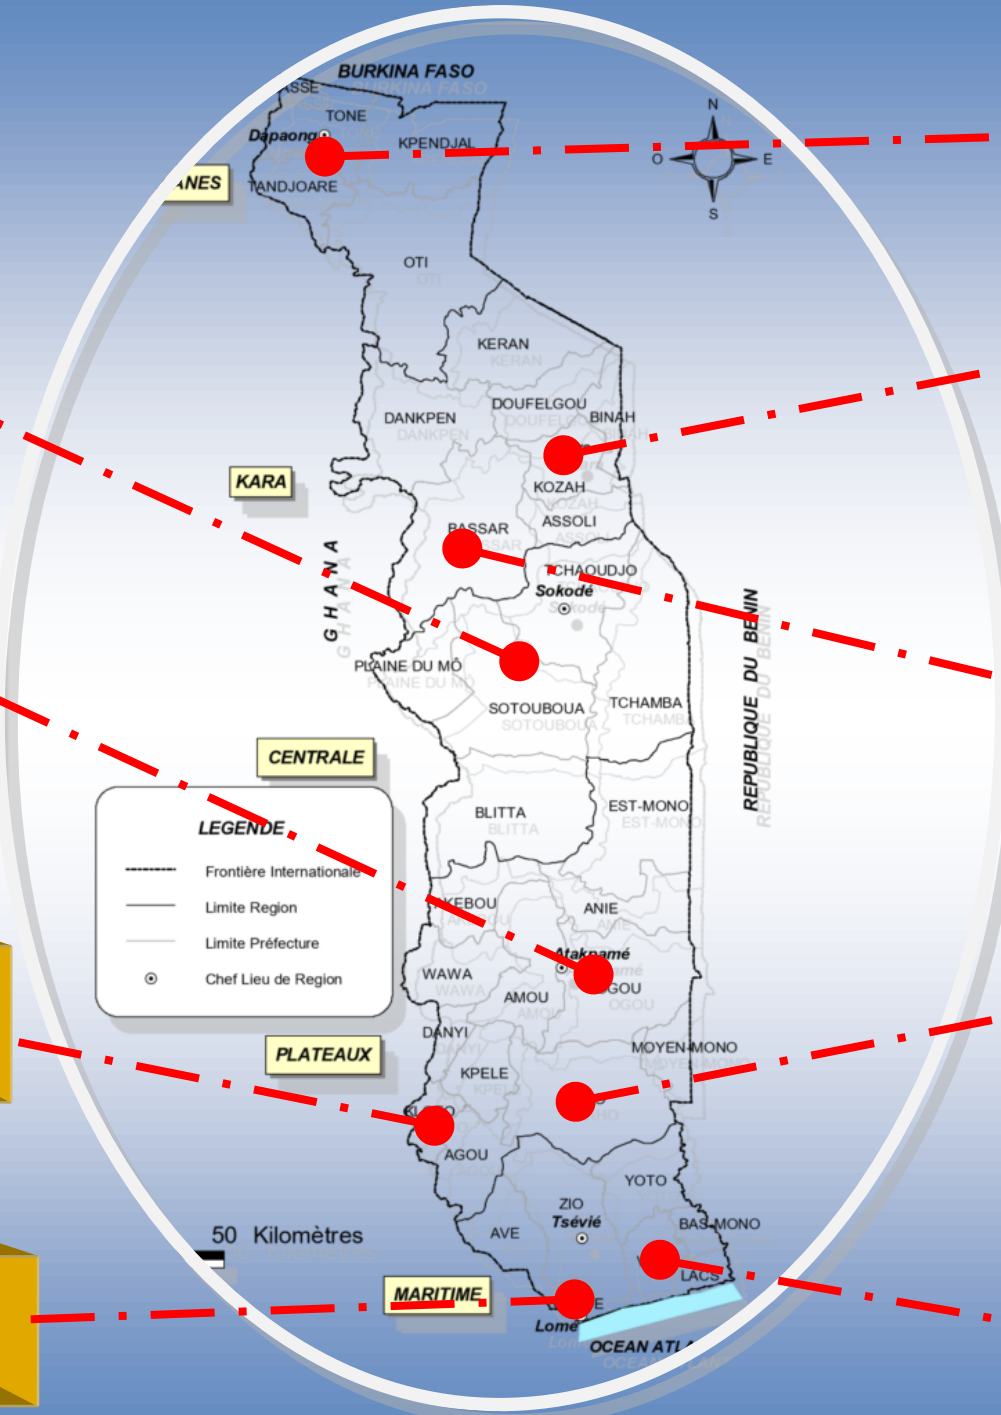 BURKINA FASO
TONE
Dapaong
KPENDJAL
N
O
E
S
TANDJOARE
OTI
KERAN
DOUFELGOU
DANKPEN
BINAH
KARA
KOZAH
ASSOLI
BASSAR
TCHAOUDJO
Sokodé
GHANA
REPUBLIQUE DU BENIN
PLAINE DU MÔ
SOTOUBOUA
TCHAMBA
CENTRALE
BLITTA
EST-MONO
LEGENDE
Frontière Internationale
Limite Region
Limite Préfecture
Chef Lieu de Region
AKEBOU
ANIE
Atakpamé
WAWA
AMOU
OGOU
DANYI
PLATEAUX
MOYEN-MONO
KPELE
AGOU
YOTO
ZIO
Tsévié
AVE
BAS-MONO
50 Kilomètres
LACS
MARITIME
Lomé
OCEAN